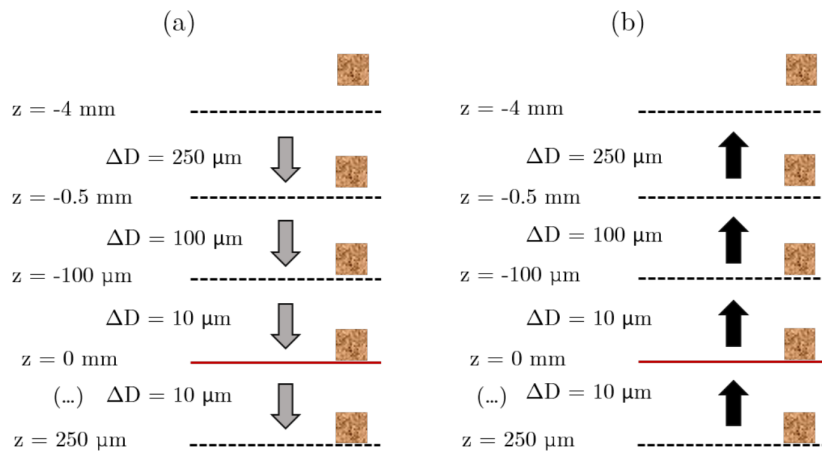 (a)
z = -4 mm
ΔD = 250 μm
z = -0.5 mm
ΔD = 100 μm
z = -100 μm
ΔD = 10 μm
z = 0 mm
(...) ΔD = 10 μm
z = 250 μm
(b)
z = -4 mm
ΔD = 250 μm
z = -0.5 mm
ΔD = 100 μm
z = -100 μm
ΔD = 10 μm
z = 0 mm
(...) ΔD = 10 μm
z = 250 μm